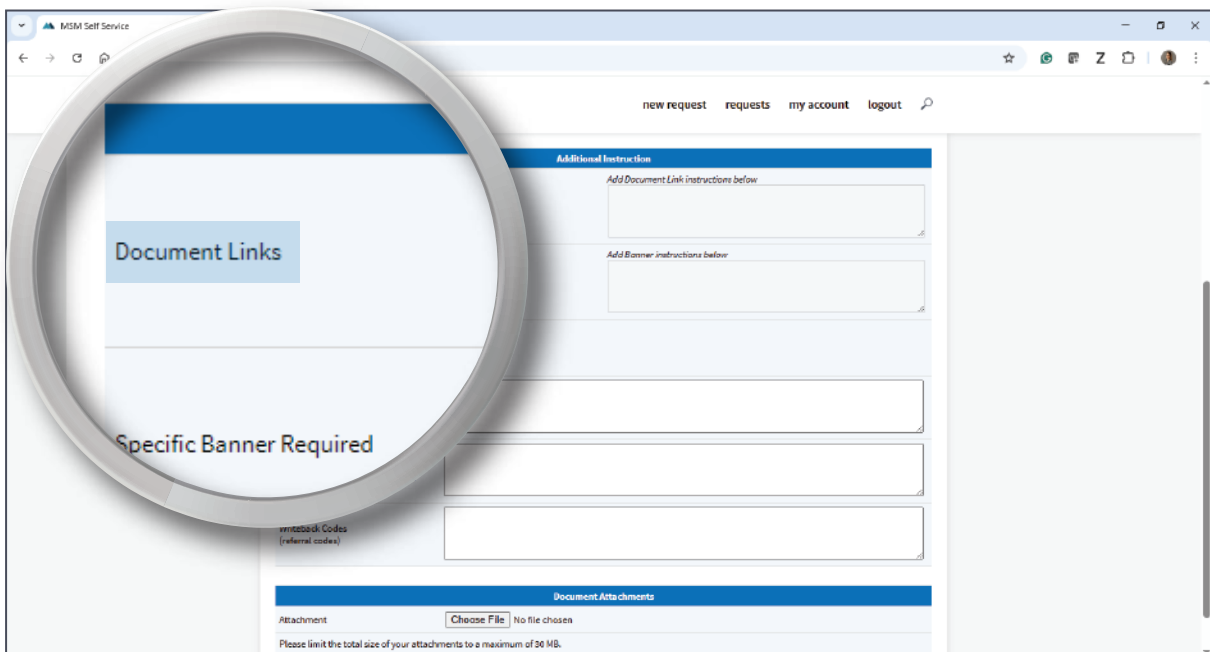 MSM Self Service
new request requests my account logout
Additional Instruction
Add Document Link instructions below
Document Links
Add Banner instructions below
Specific Banner Required
Writeback Codes
(referral codes)
Document Attachments
Attachment Choose File No file chosen
Please limit the total size of your attachments to a maximum of 30 MB.